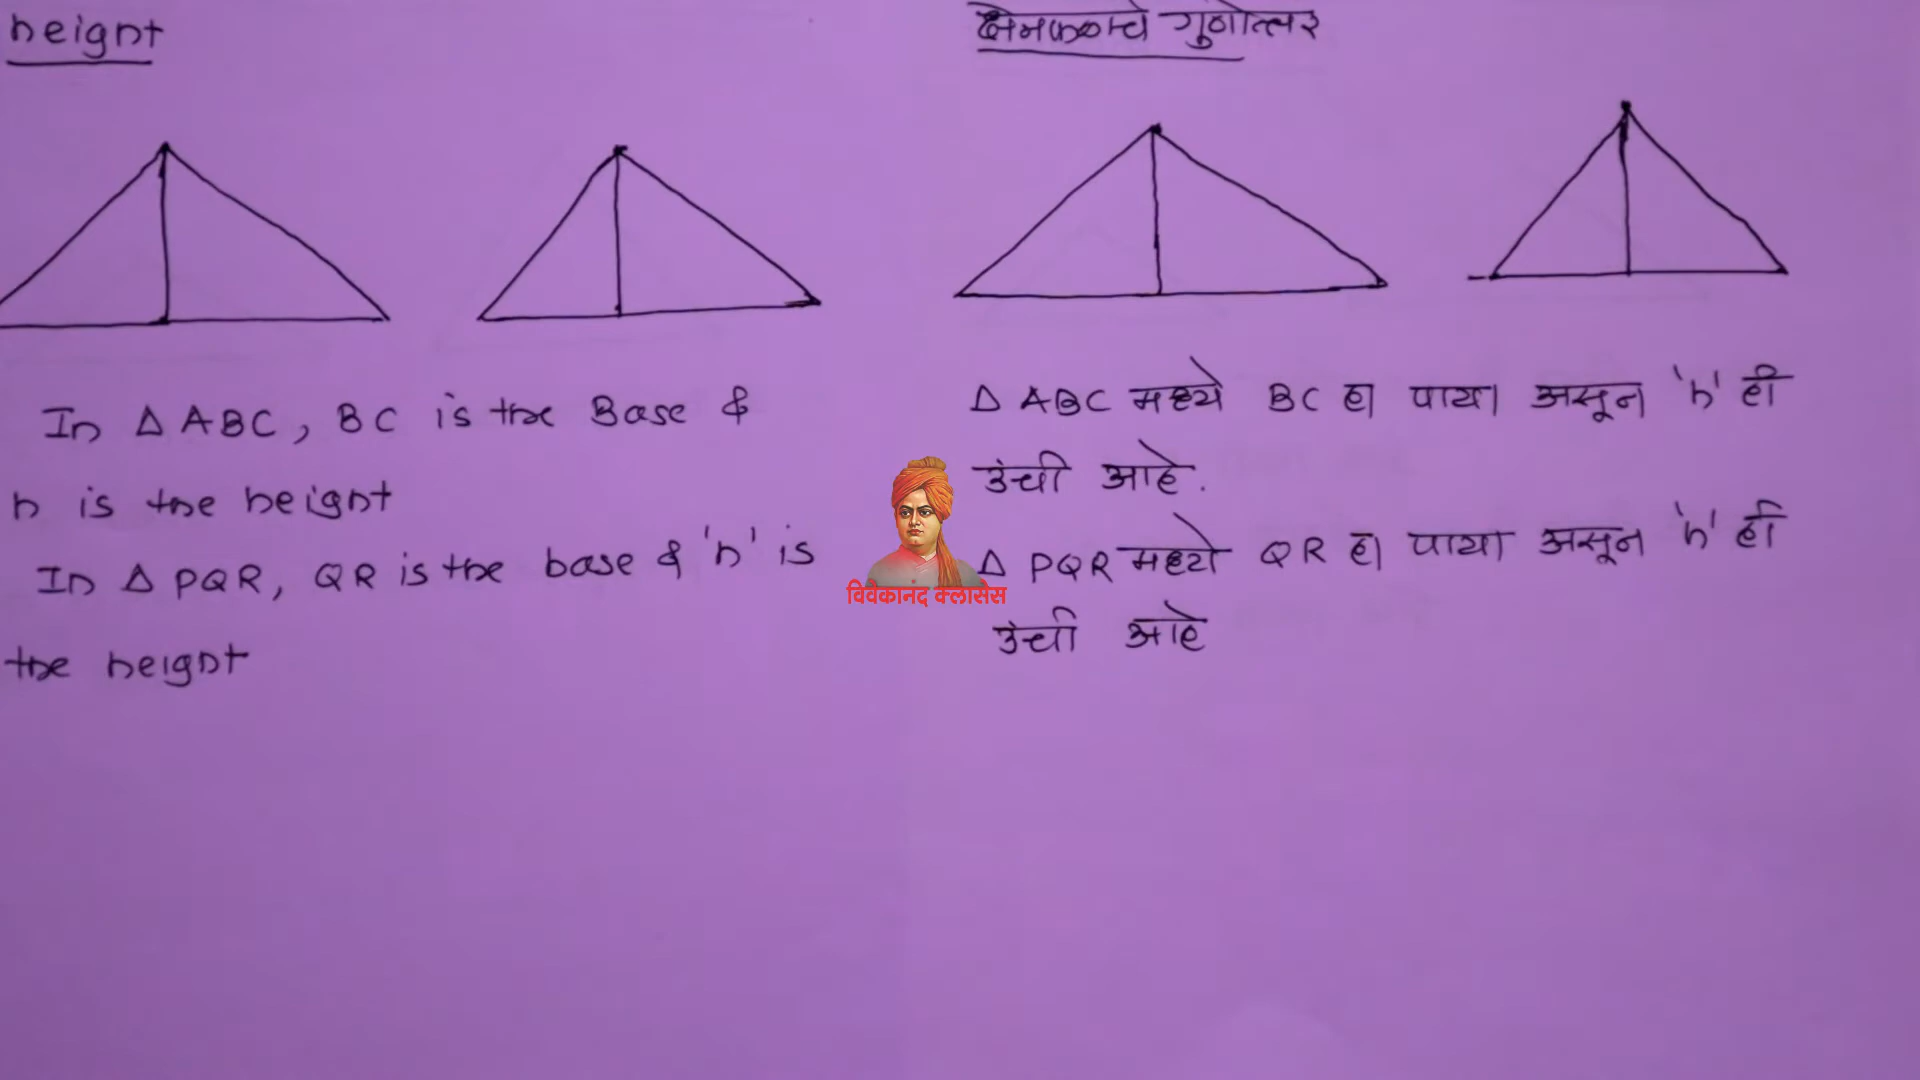 height
क्षेत्रफळाचे गुणोत्तर
In Δ ABC, BC is the Base &
h is the height
In Δ PQR, QR is the base & 'h' is
the height
Δ ABC मध्ये BC हा पाया असून 'h' ही
उंची आहे.
Δ PQR मध्ये QR हा पाया असून 'h' ही
उंची आहे
विवेकानंद क्लासेस